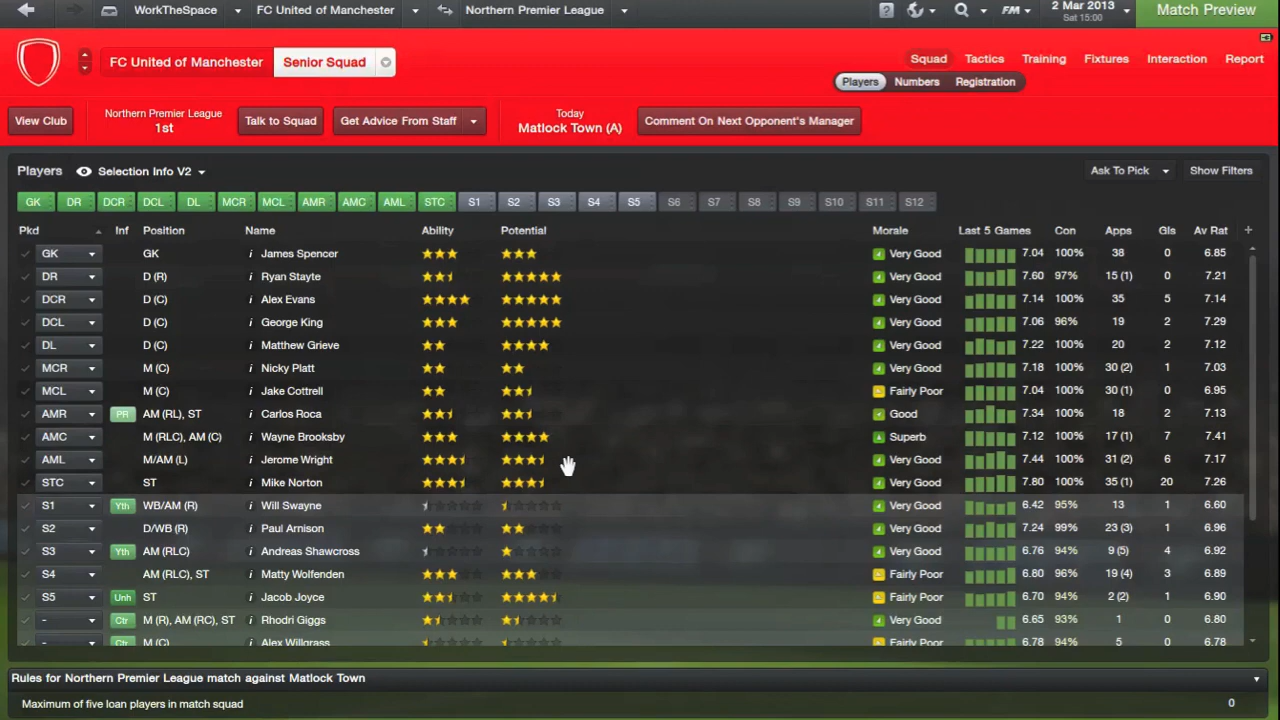 WorkTheSpace FC United of Manchester Northern Premier League ? FM 2 Mar 2013 Sat 15:00 Match Preview
FC United of Manchester Senior Squad Squad Tactics Training Fixtures Interaction Report
Players Numbers Registration
View Club Northern Premier League 1st Talk to Squad Get Advice From Staff Today Matlock Town (A) Comment On Next Opponent's Manager
Players Selection Info V2 Ask To Pick Show Filters
GK DR DCR DCL DL MCR MCL AMR AMC AML STC S1 S2 S3 S4 S5 S6 S7 S8 S9 S10 S11 S12
Pkd Inf Position Name Ability Potential Morale Last 5 Games Con Apps Gls Av Rat +
GK GK i James Spencer Very Good 7.04 100% 38 0 6.85
DR D (R) i Ryan Stayte Very Good 7.60 97% 15 (1) 0 7.21
DCR D (C) i Alex Evans Very Good 7.14 100% 35 5 7.14
DCL D (C) i George King Very Good 7.06 96% 19 2 7.29
DL D (C) i Matthew Grieve Very Good 7.22 100% 20 2 7.12
MCR M (C) i Nicky Platt Very Good 7.18 100% 30 (2) 1 7.03
MCL M (C) i Jake Cottrell Fairly Poor 7.04 100% 30 (1) 0 6.95
AMR PR AM (RL), ST i Carlos Roca Good 7.34 100% 18 2 7.13
AMC M (RLC), AM (C) i Wayne Brooksby Superb 7.12 100% 17 (1) 7 7.41
AML M/AM (L) i Jerome Wright Very Good 7.44 100% 31 (2) 6 7.17
STC ST i Mike Norton Very Good 7.80 100% 35 (1) 20 7.26
S1 Yth WB/AM (R) i Will Swayne Very Good 6.42 95% 13 1 6.60
S2 D/WB (R) i Paul Arnison Very Good 7.24 99% 23 (3) 1 6.96
S3 Yth AM (RLC) i Andreas Shawcross Very Good 6.76 94% 9 (5) 4 6.92
S4 AM (RLC), ST i Matty Wolfenden Fairly Poor 6.80 96% 19 (4) 3 6.89
S5 Unh ST i Jacob Joyce Fairly Poor 6.70 94% 2 (2) 1 6.90
- Ctr M (R), AM (RC), ST i Rhodri Giggs Very Good 6.65 93% 1 0 6.80
- Ctr M (C) i Alex Willgrass Fairly Poor 6.78 94% 5 0 6.78
Rules for Northern Premier League match against Matlock Town
Maximum of five loan players in match squad 0